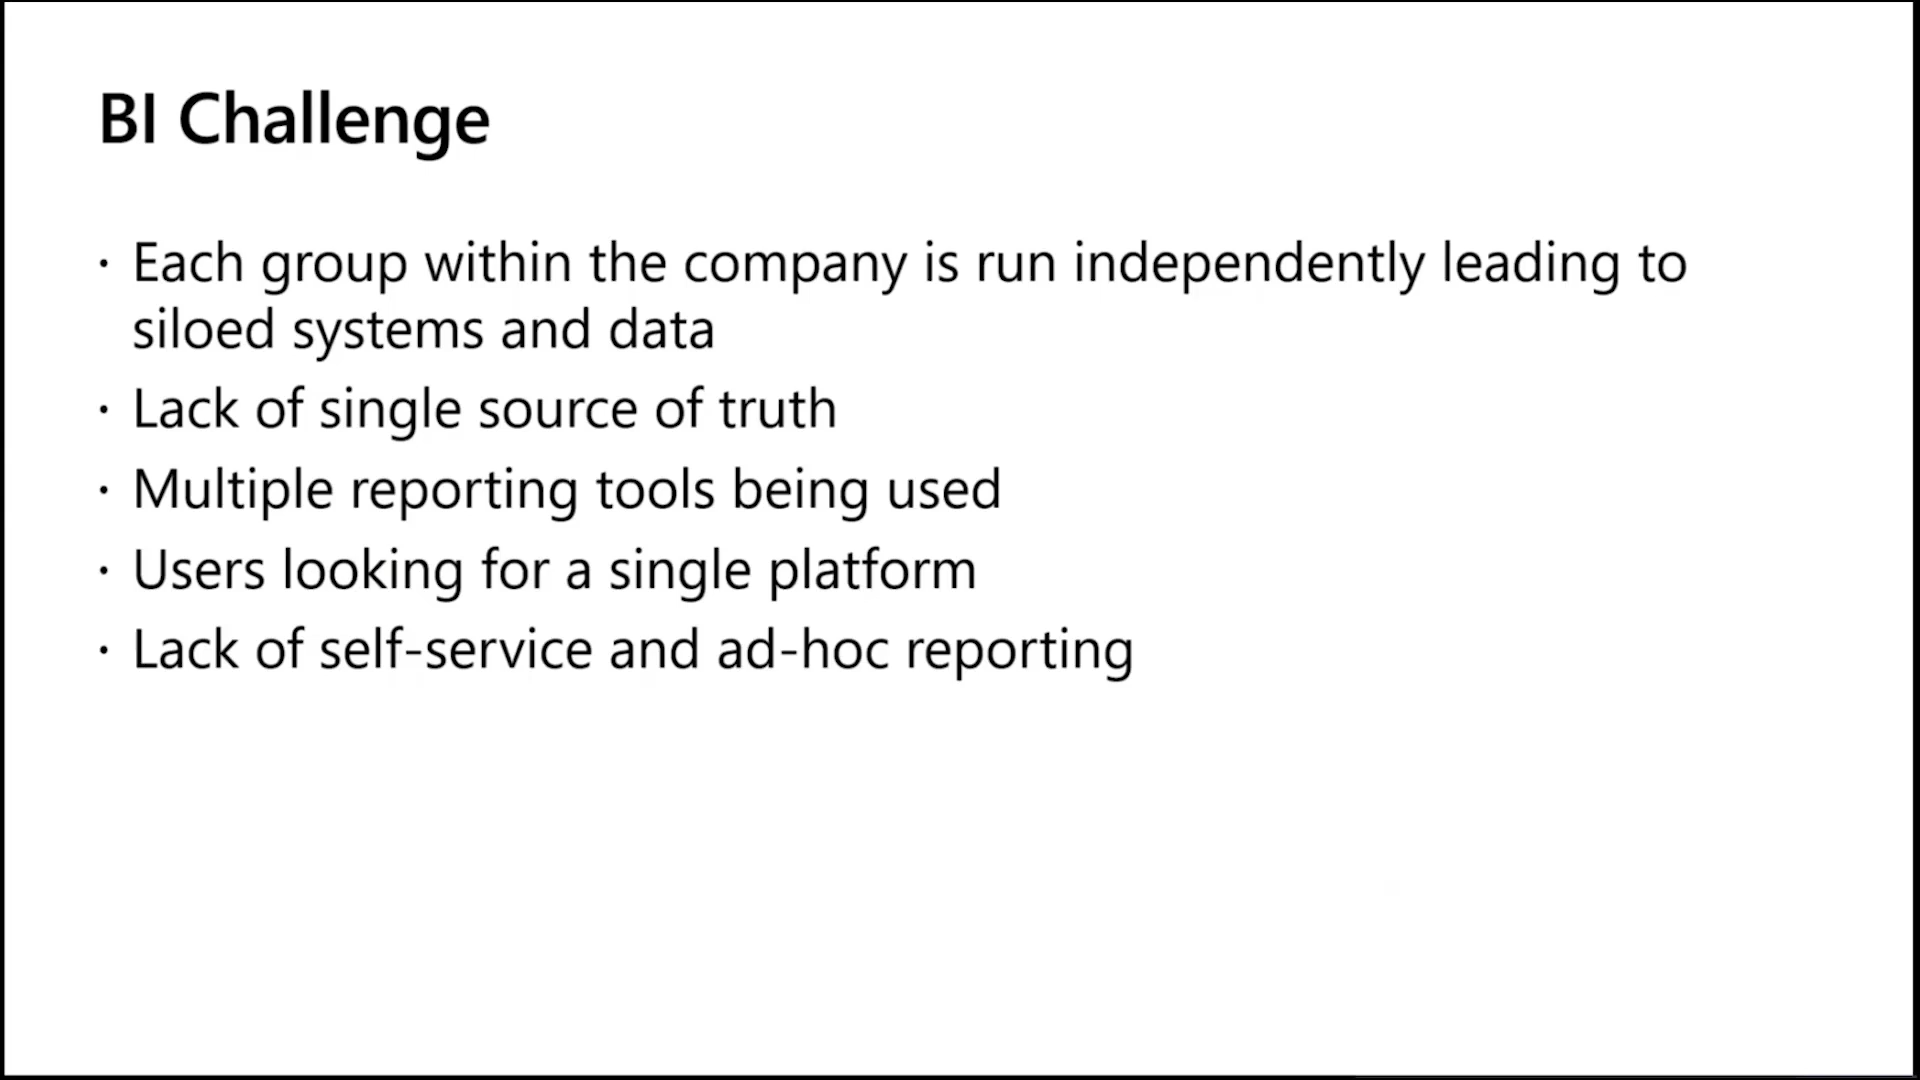 BI Challenge
· Each group within the company is run independently leading to
siloed systems and data
· Lack of single source of truth
· Multiple reporting tools being used
· Users looking for a single platform
· Lack of self-service and ad-hoc reporting